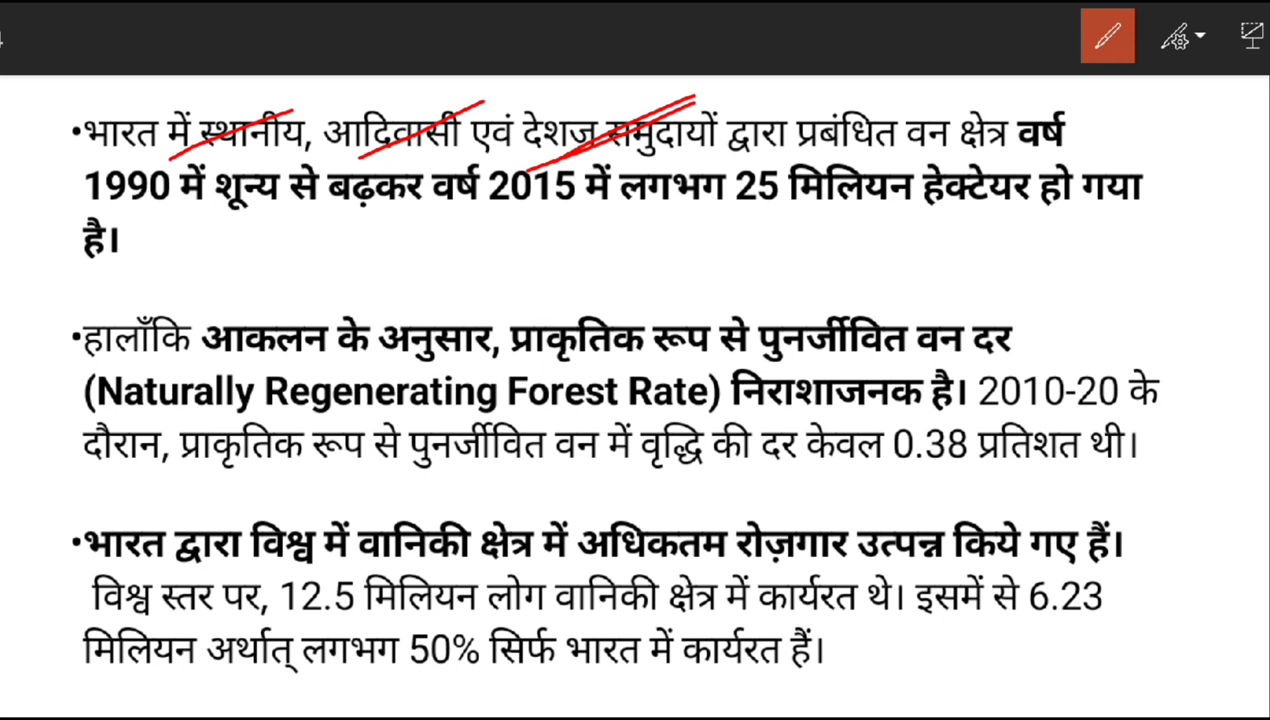 •भारत में स्थानीय, आदिवासी एवं देशज समुदायों द्वारा प्रबंधित वन क्षेत्र वर्ष
1990 में शून्य से बढ़कर वर्ष 2015 में लगभग 25 मिलियन हेक्टेयर हो गया
है।
•हालाँकि आकलन के अनुसार, प्राकृतिक रूप से पुनर्जीवित वन दर
(Naturally Regenerating Forest Rate) निराशाजनक है। 2010-20 के
दौरान, प्राकृतिक रूप से पुनर्जीवित वन में वृद्धि की दर केवल 0.38 प्रतिशत थी।
•भारत द्वारा विश्व में वानिकी क्षेत्र में अधिकतम रोज़गार उत्पन्न किये गए हैं।
विश्व स्तर पर, 12.5 मिलियन लोग वानिकी क्षेत्र में कार्यरत थे। इसमें से 6.23
मिलियन अर्थात् लगभग 50% सिर्फ भारत में कार्यरत हैं।